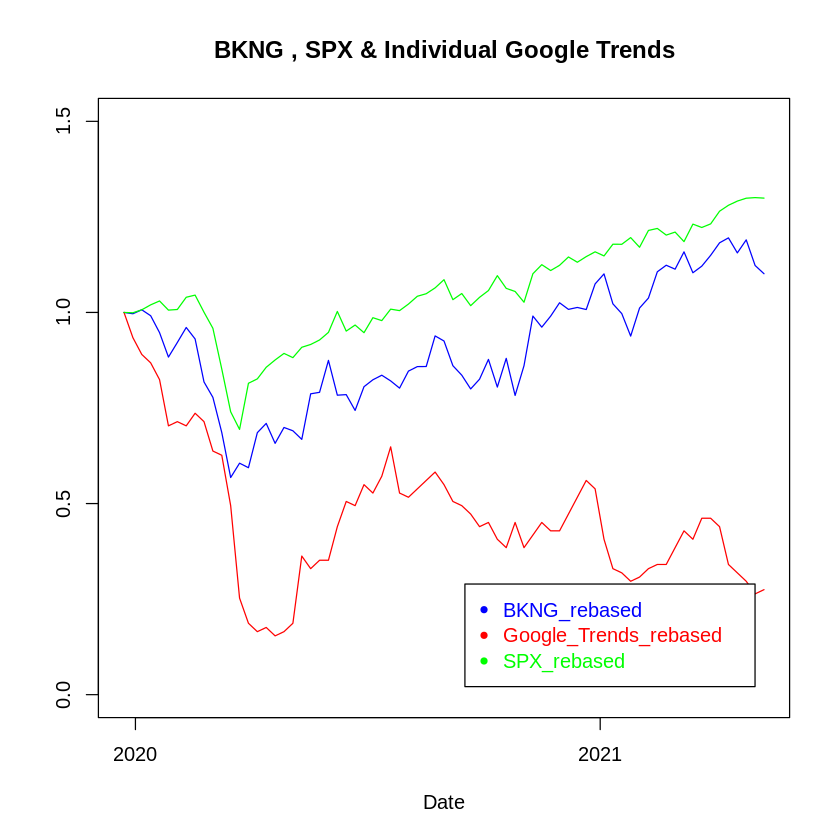 BKNG , SPX & Individual Google Trends
1.5
1.0
0.5
0.0
BKNG_rebased
Google_Trends_rebased
SPX_rebased
2020 2021
Date